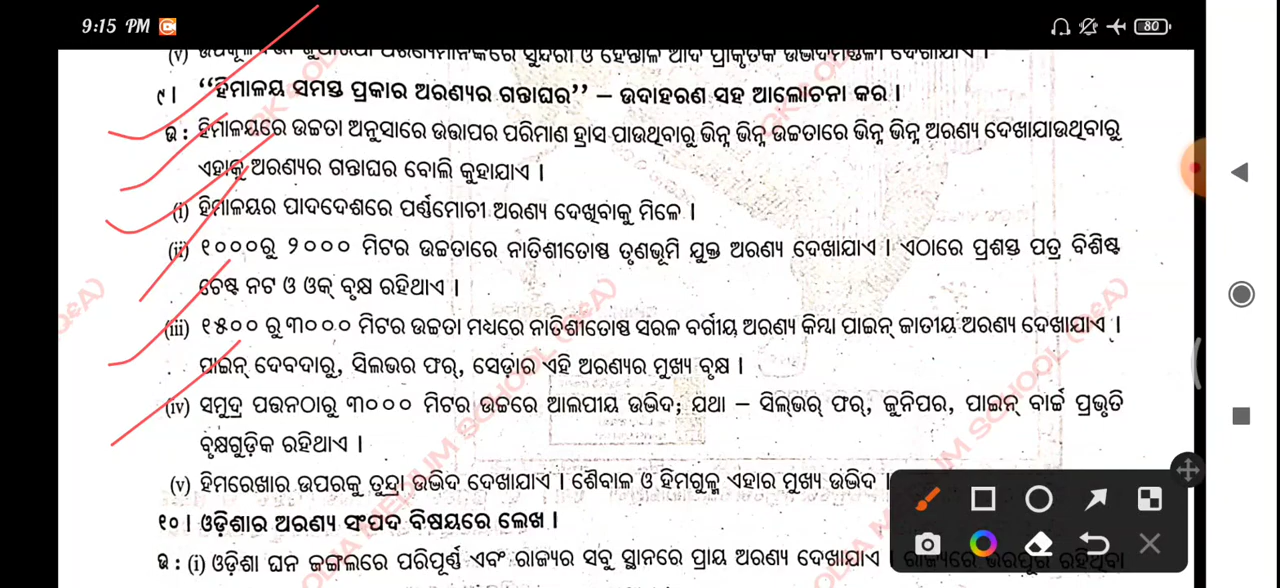 9:15 PM
80
(v) ସୁନ୍ଦରୀ ଓ ହେନ୍ତାଳ ଆଦି ପ୍ରାକୃତିକ ଉଦ୍ଭିଦମଣ୍ଡଳୀ ଦେଖାଯାଏ ।
୯। “ହିମାଳୟ ସମସ୍ତ ପ୍ରକାର ଅରଣ୍ୟର ଗନ୍ତାଘର” – ଉଦାହରଣ ସହ ଆଲୋଚନା କର ।
ଉ : ହିମାଳୟରେ ଉଚ୍ଚତା ଅନୁସାରେ ଉତ୍ତାପର ପରିମାଣ ହ୍ରାସ ପାଉଥିବାରୁ ଭିନ୍ନ ଭିନ୍ନ ଉଚ୍ଚତାରେ ଭିନ୍ନ ଭିନ୍ନ ଅରଣ୍ୟ ଦେଖାଯାଉଥିବାରୁ
ଏହାକୁ ଅରଣ୍ୟର ଗନ୍ତାଘର ବୋଲି କୁହାଯାଏ ।
(i) ହିମାଳୟର ପାଦଦେଶରେ ପର୍ଣ୍ଣମୋଚୀ ଅରଣ୍ୟ ଦେଖିବାକୁ ମିଳେ ।
(ii) ୧୦୦୦ରୁ ୨୦୦୦ ମିଟର ଉଚ୍ଚତାରେ ନାତିଶୀତୋଷ୍ଣ ତୃଣଭୂମି ଯୁକ୍ତ ଅରଣ୍ୟ ଦେଖାଯାଏ । ଏଠାରେ ପ୍ରଶସ୍ତ ପତ୍ର ବିଶିଷ୍ଟ
ଚେଷ୍ଟ ନଟ ଓ ଓକ୍ ବୃକ୍ଷ ରହିଥାଏ ।
(iii) ୧୫୦୦ ରୁ ୩୦୦୦ ମିଟର ଉଚ୍ଚତା ମଧ୍ୟରେ ନାତିଶୀତୋଷ୍ଣ ସରଳ ବର୍ଗୀୟ ଅରଣ୍ୟ କିମ୍ବା ପାଇନ୍ ଜାତୀୟ ଅରଣ୍ୟ ଦେଖାଯାଏ ।
ପାଇନ୍ ଦେବଦାରୁ, ସିଲଭର ଫର୍, ସେଡ଼ାର ଏହି ଅରଣ୍ୟର ମୁଖ୍ୟ ବୃକ୍ଷ ।
(iv) ସମୁଦ୍ର ପତ୍ତନଠାରୁ ୩୦୦୦ ମିଟର ଉଚ୍ଚରେ ଆଲପୀୟ ଉଦ୍ଭିଦ; ଯଥା – ସିଲ୍‌ଭର୍ ଫର୍, ଜୁନିପର, ପାଇନ୍ ବାର୍ଚ୍ଚ ପ୍ରଭୃତି
ବୃକ୍ଷଗୁଡ଼ିକ ରହିଥାଏ ।
(v) ହିମରେଖାର ଉପରକୁ ତୁନ୍ଦ୍ରା ଉଦ୍ଭିଦ ଦେଖାଯାଏ । ଶୈବାଳ ଓ ହିମଗୁଳ୍ମ ଏହାର ମୁଖ୍ୟ ଉଦ୍ଭିଦ ।
୧୦। ଓଡ଼ିଶାର ଅରଣ୍ୟ ସଂପଦ ବିଷୟରେ ଲେଖ ।
ଉ : (i) ଓଡ଼ିଶା ଘନ ଜଙ୍ଗଲରେ ପରିପୂର୍ଣ୍ଣ ଏବଂ ରାଜ୍ୟର ସବୁ ସ୍ଥାନରେ ପ୍ରାୟ ଅରଣ୍ୟ ଦେଖାଯାଏ ।